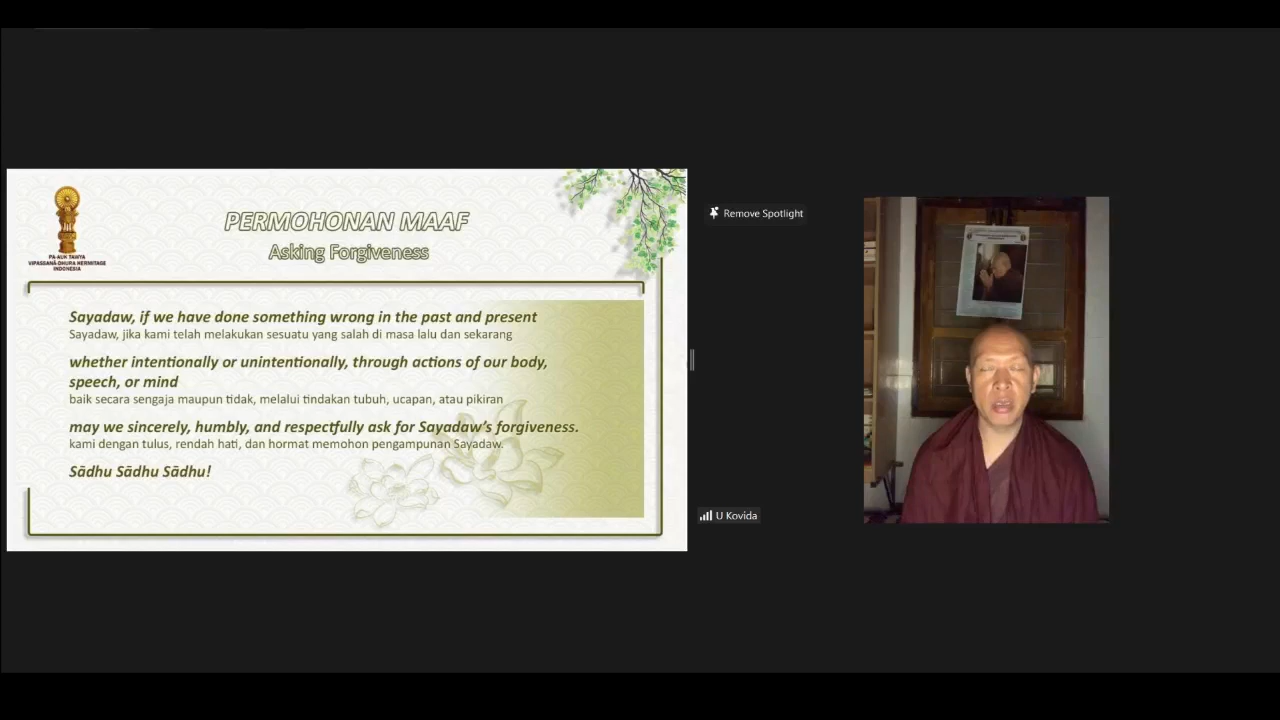 PA-AUK TAWYA
VIPASSANĀ-DHURA HERMITAGE
INDONESIA
PERMOHONAN MAAF
Asking Forgiveness
Sayadaw, if we have done something wrong in the past and present
Sayadaw, jika kami telah melakukan sesuatu yang salah di masa lalu dan sekarang
whether intentionally or unintentionally, through actions of our body,
speech, or mind
baik secara sengaja maupun tidak, melalui tindakan tubuh, ucapan, atau pikiran
may we sincerely, humbly, and respectfully ask for Sayadaw’s forgiveness.
kami dengan tulus, rendah hati, dan hormat memohon pengampunan Sayadaw.
Sādhu Sādhu Sādhu!
Remove Spotlight
U Kovida